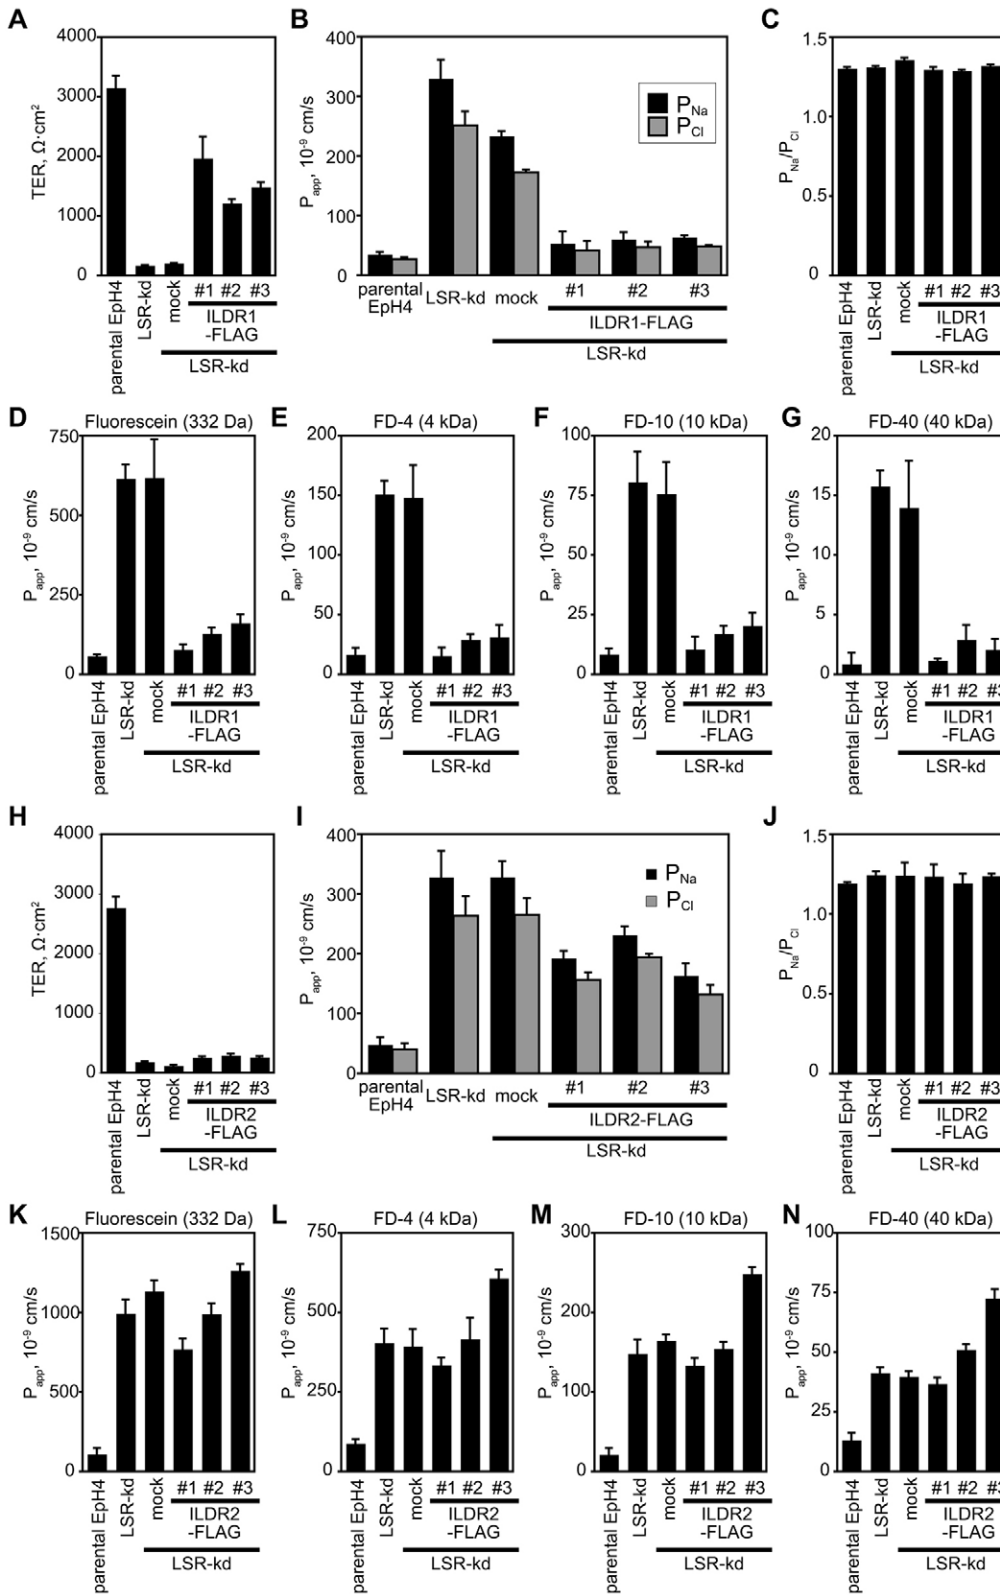 A
4000
3000
2000
1000
0
TER, Ω·cm2
parental EpH4
LSR-kd
mock
#1 #2 #3
ILDR1
-FLAG
LSR-kd
B
400
300
200
100
0
Papp, 10-9 cm/s
PNa
PCl
parental
EpH4
LSR-kd
mock
#1 #2 #3
ILDR1-FLAG
LSR-kd
C
1.5
1.0
0.5
0
PNa/PCl
parental EpH4
LSR-kd
mock
#1 #2 #3
ILDR1
-FLAG
LSR-kd
D
Fluorescein (332 Da)
750
500
250
0
Papp, 10-9 cm/s
parental EpH4
LSR-kd
mock
#1 #2 #3
ILDR1
-FLAG
LSR-kd
E
FD-4 (4 kDa)
200
150
100
50
0
Papp, 10-9 cm/s
parental EpH4
LSR-kd
mock
#1 #2 #3
ILDR1
-FLAG
LSR-kd
F
FD-10 (10 kDa)
100
75
50
25
0
Papp, 10-9 cm/s
parental EpH4
LSR-kd
mock
#1 #2 #3
ILDR1
-FLAG
LSR-kd
G
FD-40 (40 kDa)
20
15
10
5
0
Papp, 10-9 cm/s
parental EpH4
LSR-kd
mock
#1 #2 #3
ILDR1
-FLAG
LSR-kd
H
4000
3000
2000
1000
0
TER, Ω·cm2
parental EpH4
LSR-kd
mock
#1 #2 #3
ILDR2
-FLAG
LSR-kd
I
400
300
200
100
0
Papp, 10-9 cm/s
PNa
PCl
parental
EpH4
LSR-kd
mock
#1 #2 #3
ILDR2-FLAG
LSR-kd
J
1.5
1.0
0.5
0
PNa/PCl
parental EpH4
LSR-kd
mock
#1 #2 #3
ILDR2
-FLAG
LSR-kd
K
Fluorescein (332 Da)
1500
1000
500
0
Papp, 10-9 cm/s
parental EpH4
LSR-kd
mock
#1 #2 #3
ILDR2
-FLAG
LSR-kd
L
FD-4 (4 kDa)
750
500
250
0
Papp, 10-9 cm/s
parental EpH4
LSR-kd
mock
#1 #2 #3
ILDR2
-FLAG
LSR-kd
M
FD-10 (10 kDa)
300
200
100
0
Papp, 10-9 cm/s
parental EpH4
LSR-kd
mock
#1 #2 #3
ILDR2
-FLAG
LSR-kd
N
FD-40 (40 kDa)
100
75
50
25
0
Papp, 10-9 cm/s
parental EpH4
LSR-kd
mock
#1 #2 #3
ILDR2
-FLAG
LSR-kd